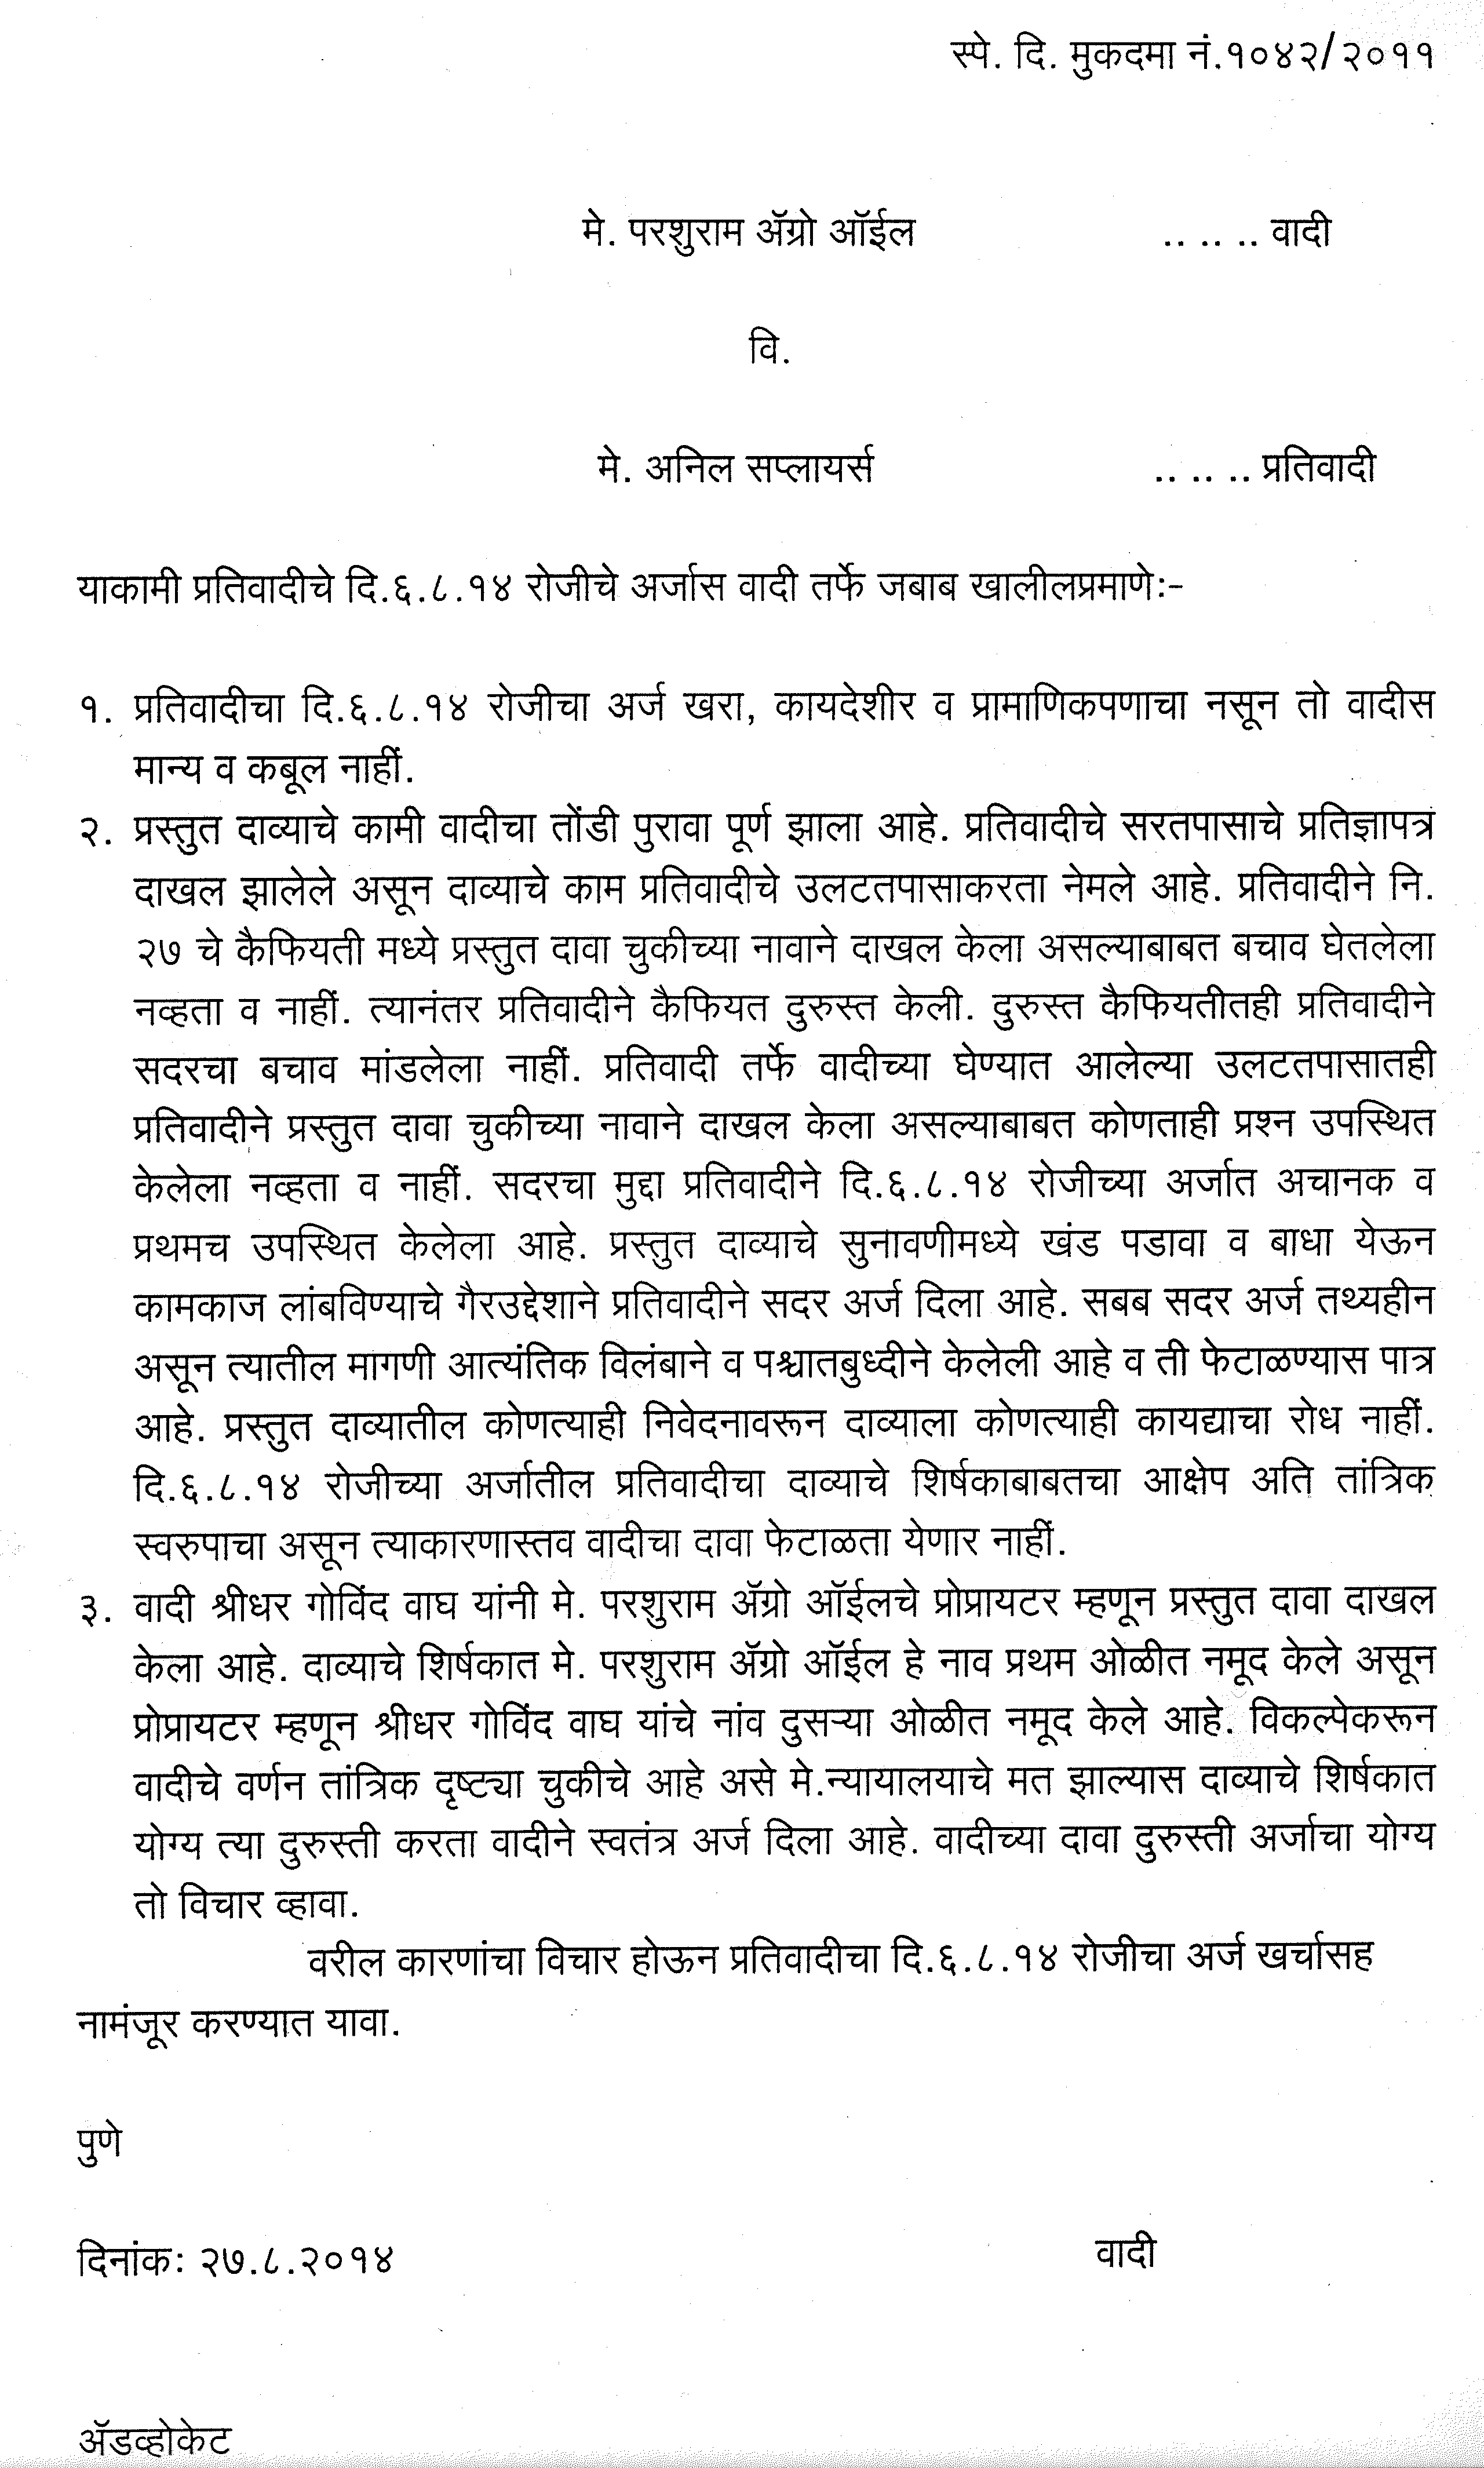 स्पे. दि. मुकदमा नं.१०४२/२०११
मे. परशुराम ॲग्रो ऑईल .. .. .. वादी
वि.
मे. अनिल सप्लायर्स .. .. .. प्रतिवादी
याकामी प्रतिवादीचे दि.६.८.१४ रोजीचे अर्जास वादी तर्फे जबाब खालीलप्रमाणे:-
१. प्रतिवादीचा दि.६.८.१४ रोजीचा अर्ज खरा, कायदेशीर व प्रामाणिकपणाचा नसून तो वादीस
मान्य व कबूल नाहीं.
२. प्रस्तुत दाव्याचे कामी वादीचा तोंडी पुरावा पूर्ण झाला आहे. प्रतिवादीचे सरतपासाचे प्रतिज्ञापत्र
दाखल झालेले असून दाव्याचे काम प्रतिवादीचे उलटतपासाकरता नेमले आहे. प्रतिवादीने नि.
२७ चे कैफियती मध्ये प्रस्तुत दावा चुकीच्या नावाने दाखल केला असल्याबाबत बचाव घेतलेला
नव्हता व नाहीं. त्यानंतर प्रतिवादीने कैफियत दुरुस्त केली. दुरुस्त कैफियतीतही प्रतिवादीने
सदरचा बचाव मांडलेला नाहीं. प्रतिवादी तर्फे वादीच्या घेण्यात आलेल्या उलटतपासातही
प्रतिवादीने प्रस्तुत दावा चुकीच्या नावाने दाखल केला असल्याबाबत कोणताही प्रश्न उपस्थित
केलेला नव्हता व नाहीं. सदरचा मुद्दा प्रतिवादीने दि.६.८.१४ रोजीच्या अर्जात अचानक व
प्रथमच उपस्थित केलेला आहे. प्रस्तुत दाव्याचे सुनावणीमध्ये खंड पडावा व बाधा येऊन
कामकाज लांबविण्याचे गैरउद्देशाने प्रतिवादीने सदर अर्ज दिला आहे. सबब सदर अर्ज तथ्यहीन
असून त्यातील मागणी आत्यंतिक विलंबाने व पश्चातबुध्दीने केलेली आहे व ती फेटाळण्यास पात्र
आहे. प्रस्तुत दाव्यातील कोणत्याही निवेदनावरून दाव्याला कोणत्याही कायद्याचा रोध नाहीं.
दि.६.८.१४ रोजीच्या अर्जातील प्रतिवादीचा दाव्याचे शिर्षकाबाबतचा आक्षेप अति तांत्रिक
स्वरुपाचा असून त्याकारणास्तव वादीचा दावा फेटाळता येणार नाहीं.
३. वादी श्रीधर गोविंद वाघ यांनी मे. परशुराम ॲग्रो ऑईलचे प्रोप्रायटर म्हणून प्रस्तुत दावा दाखल
केला आहे. दाव्याचे शिर्षकात मे. परशुराम ॲग्रो ऑईल हे नाव प्रथम ओळीत नमूद केले असून
प्रोप्रायटर म्हणून श्रीधर गोविंद वाघ यांचे नांव दुसऱ्या ओळीत नमूद केले आहे. विकल्पेकरून
वादीचे वर्णन तांत्रिक दृष्ट्या चुकीचे आहे असे मे.न्यायालयाचे मत झाल्यास दाव्याचे शिर्षकात
योग्य त्या दुरुस्ती करता वादीने स्वतंत्र अर्ज दिला आहे. वादीच्या दावा दुरुस्ती अर्जाचा योग्य
तो विचार व्हावा.
वरील कारणांचा विचार होऊन प्रतिवादीचा दि.६.८.१४ रोजीचा अर्ज खर्चासह
नामंजूर करण्यात यावा.
पुणे
दिनांक: २७.८.२०१४ वादी
ॲडव्होकेट